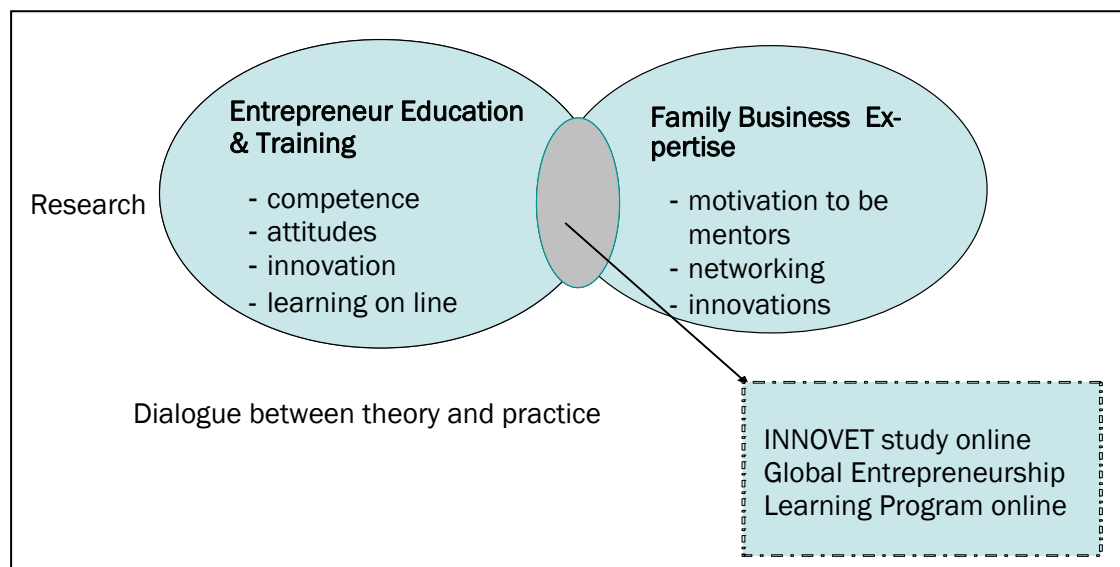 Research
Entrepreneur Education
& Training
- competence
- attitudes
- innovation
- learning on line
Family Business Ex-
pertise
- motivation to be
mentors
- networking
- innovations
Dialogue between theory and practice
INNOVET study online
Global Entrepreneurship
Learning Program online